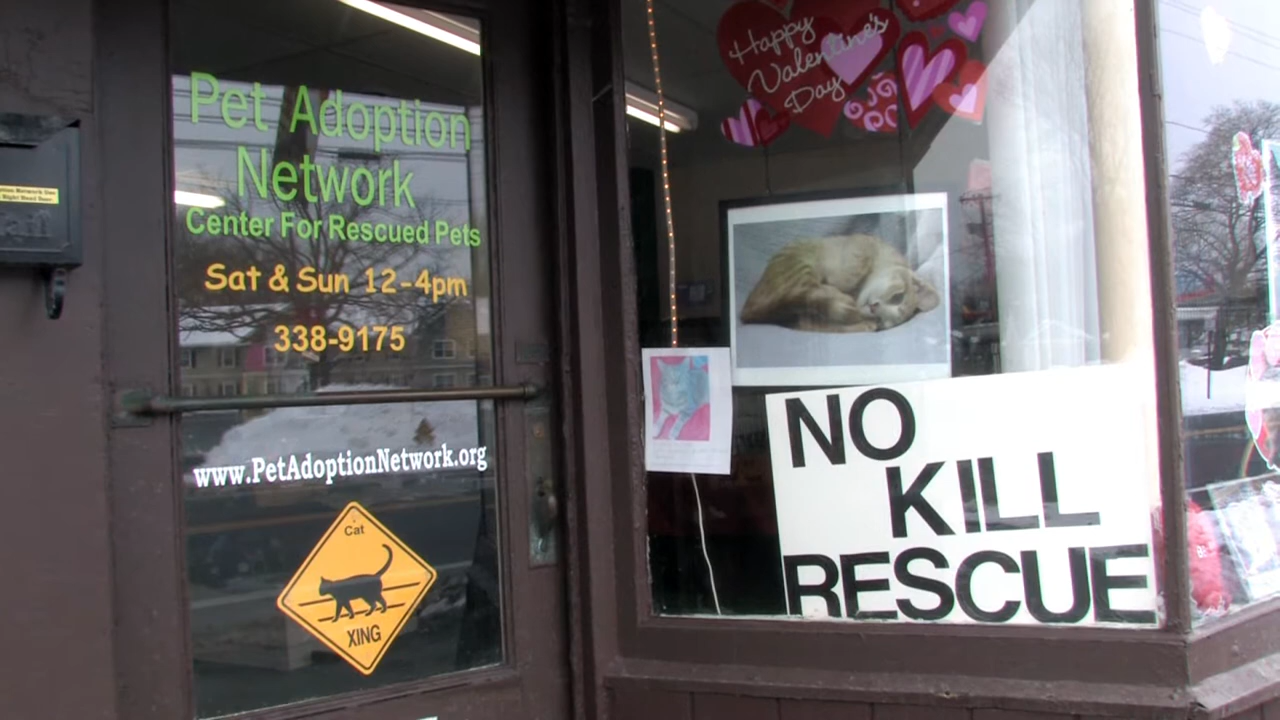 Pet Adoption
Network
Center For Rescued Pets
Sat & Sun 12-4pm
338-9175
www.PetAdoptionNetwork.org
Cat
XING
Happy
Valentine's
Day
NO
KILL
RESCUE